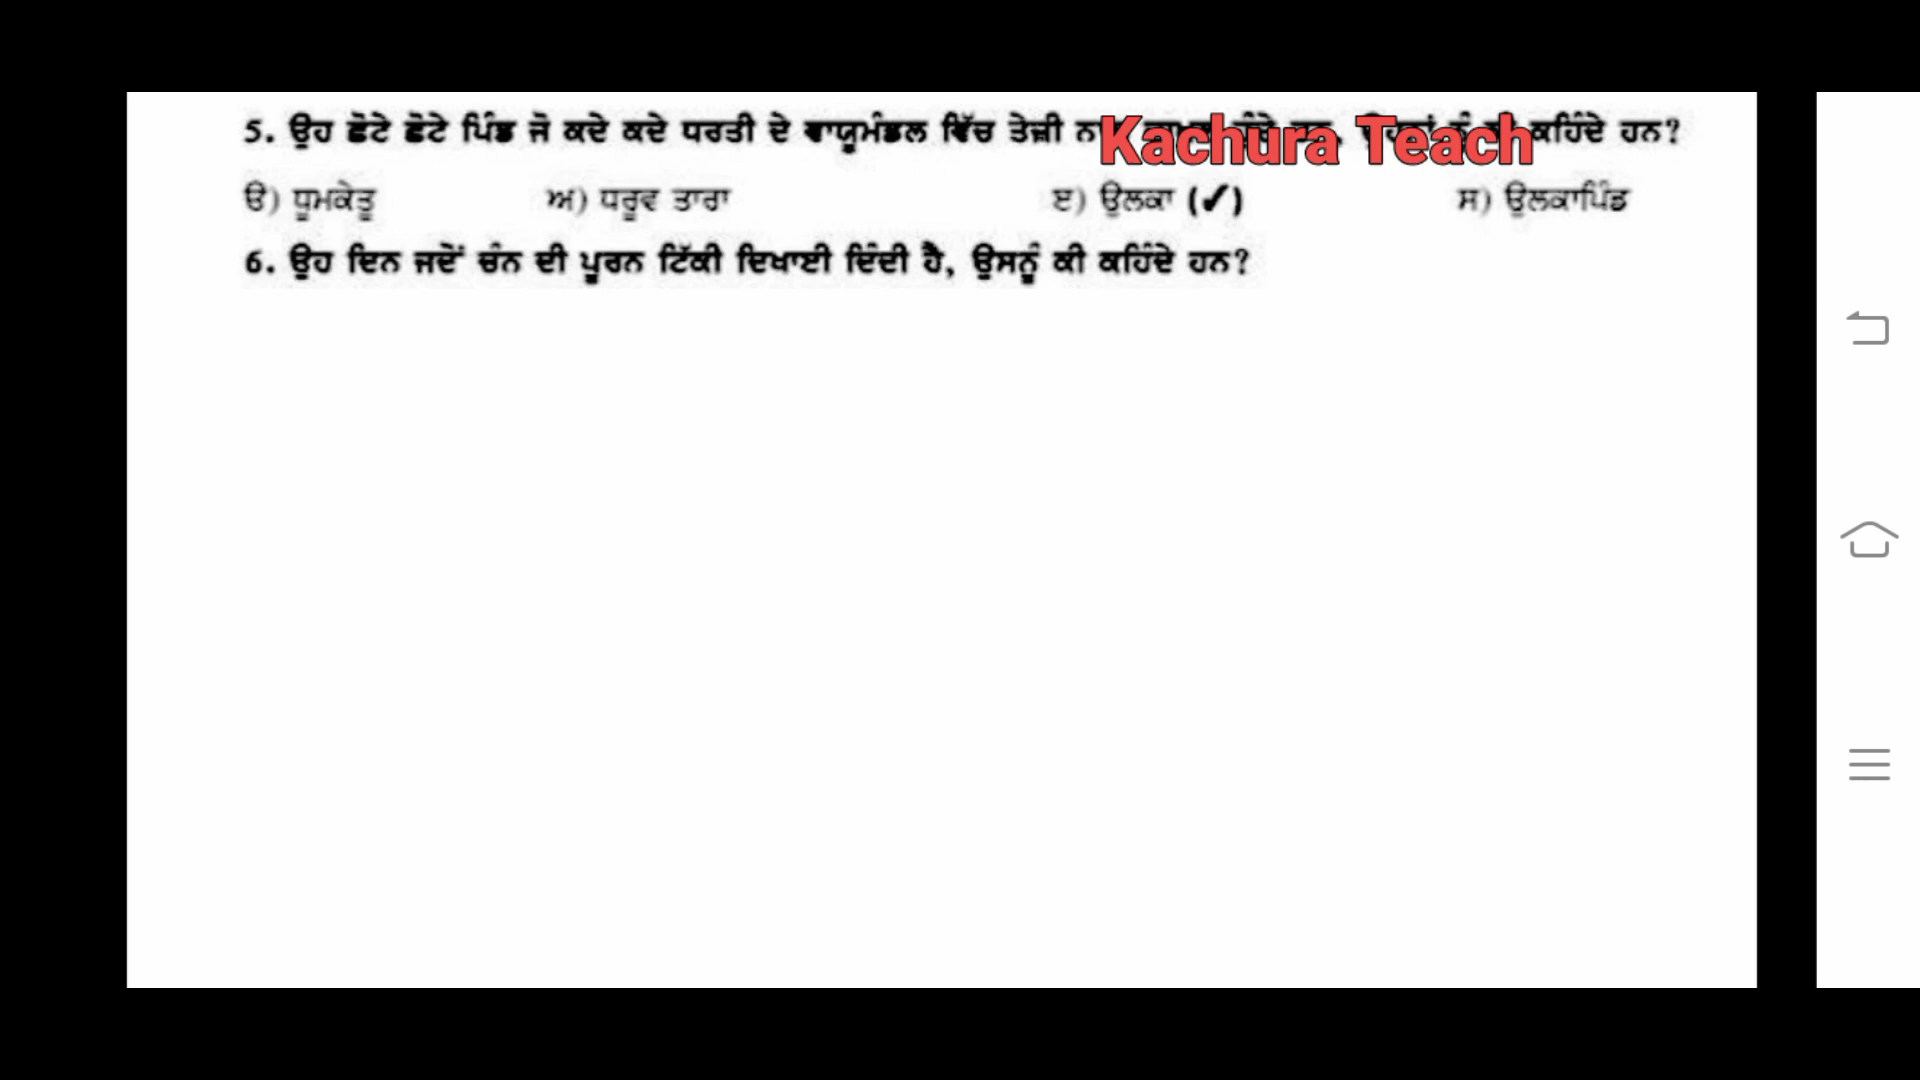 5. ਉਹ ਛੋਟੇ ਛੋਟੇ ਪਿੰਡ ਜੋ ਕਦੇ ਕਦੇ ਧਰਤੀ ਦੇ ਵਾਯੂਮੰਡਲ ਵਿੱਚ ਤੇਜ਼ੀ ਕਹਿੰਦੇ ਹਨ?
Kachura Teach
ੳ) ਧੂਮਕੇਤੂ ਅ) ਧਰੁਵ ਤਾਰਾ ੲ) ਉਲਕਾ (✓) ਸ) ਉਲਕਾਪਿੰਡ
6. ਉਹ ਦਿਨ ਜਦੋਂ ਚੰਨ ਦੀ ਪੂਰਨ ਟਿੱਕੀ ਦਿਖਾਈ ਦਿੰਦੀ ਹੈ, ਉਸਨੂੰ ਕੀ ਕਹਿੰਦੇ ਹਨ?